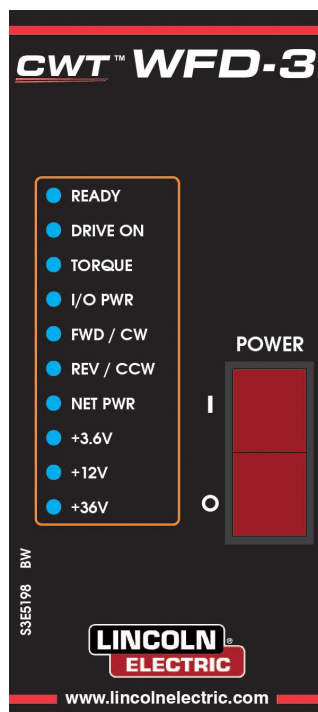 CWT™ WFD-3
READY
DRIVE ON
TORQUE
I/O PWR
FWD / CW
REV / CCW
NET PWR
+3.6V
+12V
+36V
POWER
I
O
S3E5198 BW
LINCOLN®
ELECTRIC
www.lincolnelectric.com